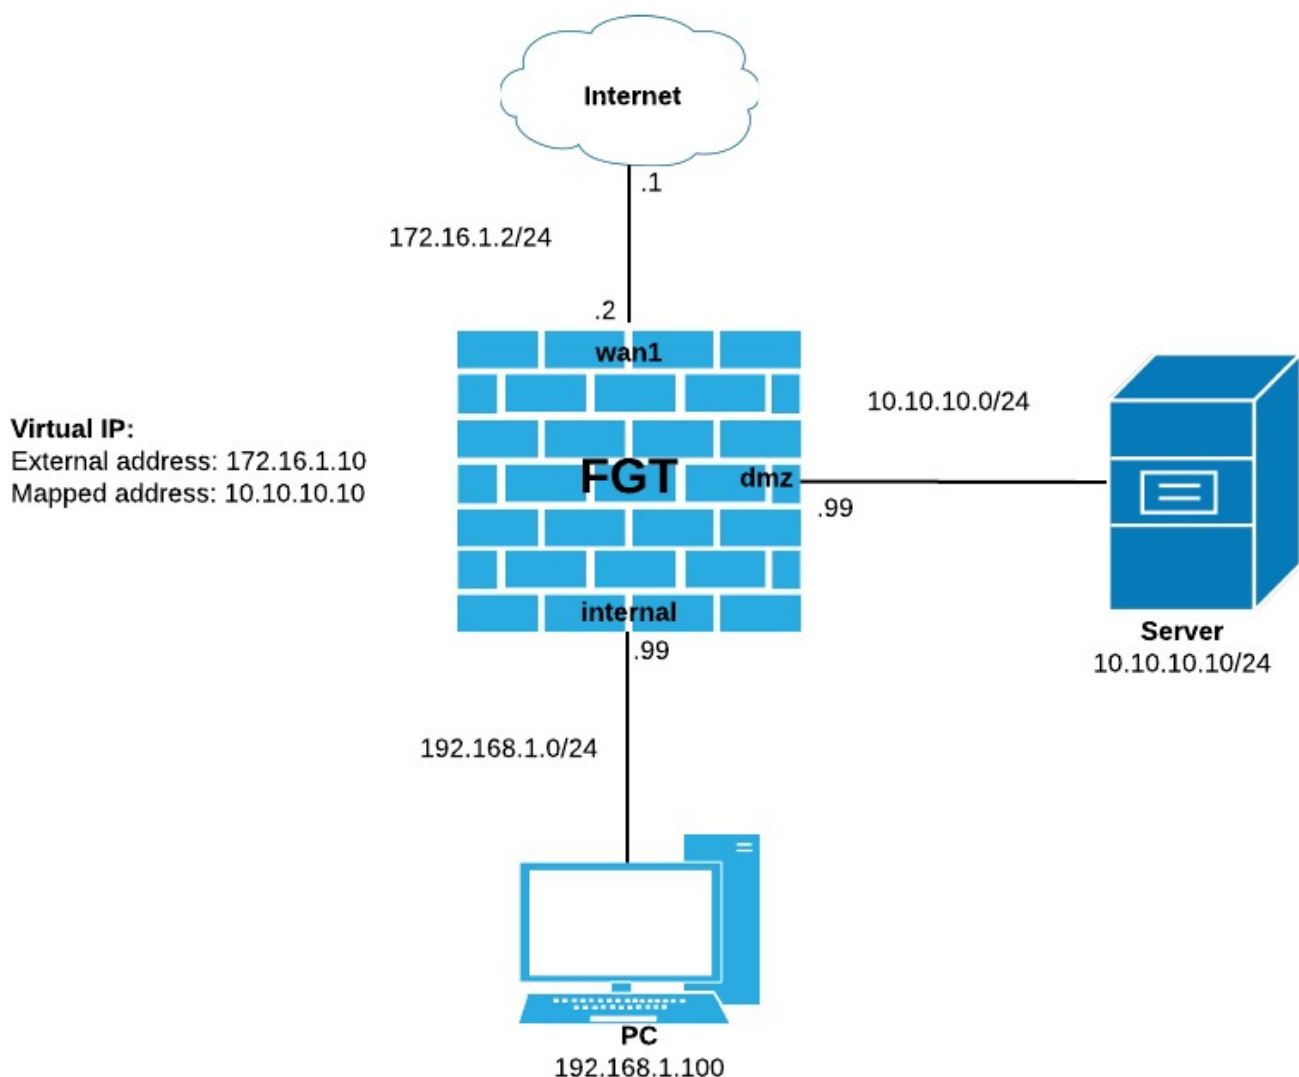 Internet
.1
172.16.1.2/24
.2
wan1
10.10.10.0/24
Virtual IP:
External address: 172.16.1.10
Mapped address: 10.10.10.10
FGT
dmz
.99
internal
.99
Server
10.10.10.10/24
192.168.1.0/24
PC
192.168.1.100